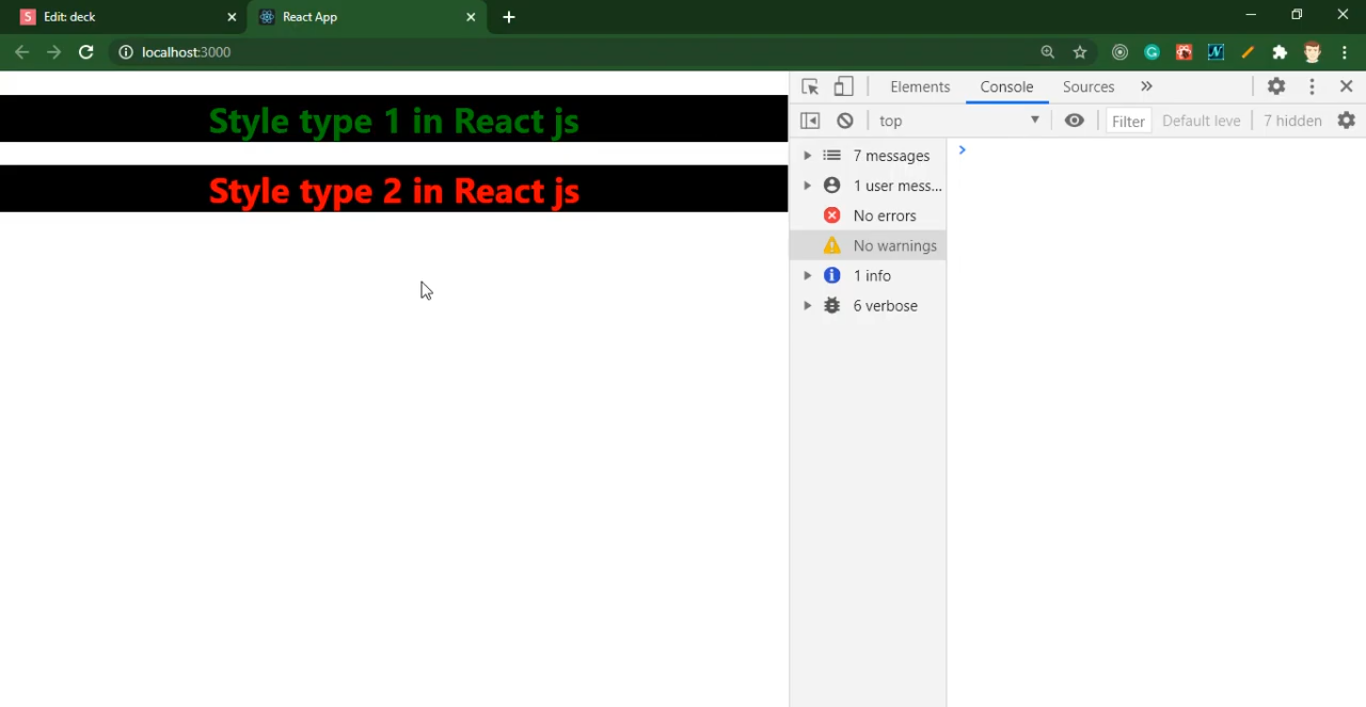 Edit: deck
React App
localhost:3000
Style type 1 in React js
Style type 2 in React js
Elements Console Sources
top Filter Default leve 7 hidden
7 messages
1 user mess...
No errors
No warnings
1 info
6 verbose